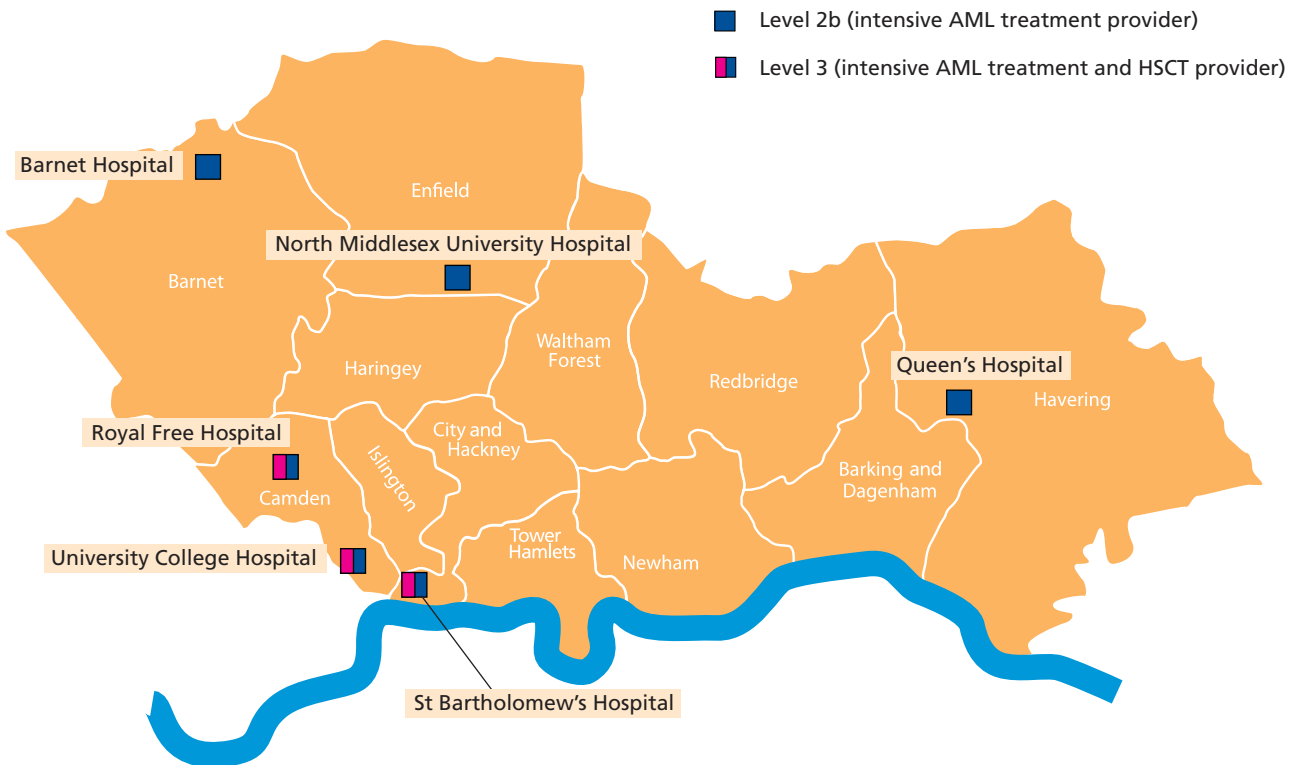 Level 2b (intensive AML treatment provider)
Level 3 (intensive AML treatment and HSCT provider)
Barnet Hospital
Enfield
North Middlesex University Hospital
Barnet
Waltham
Forest
Haringey
Redbridge
Queen’s Hospital
Havering
Royal Free Hospital
City and
Hackney
Islington
Barking and
Dagenham
Camden
Tower
Hamlets
University College Hospital
Newham
St Bartholomew’s Hospital